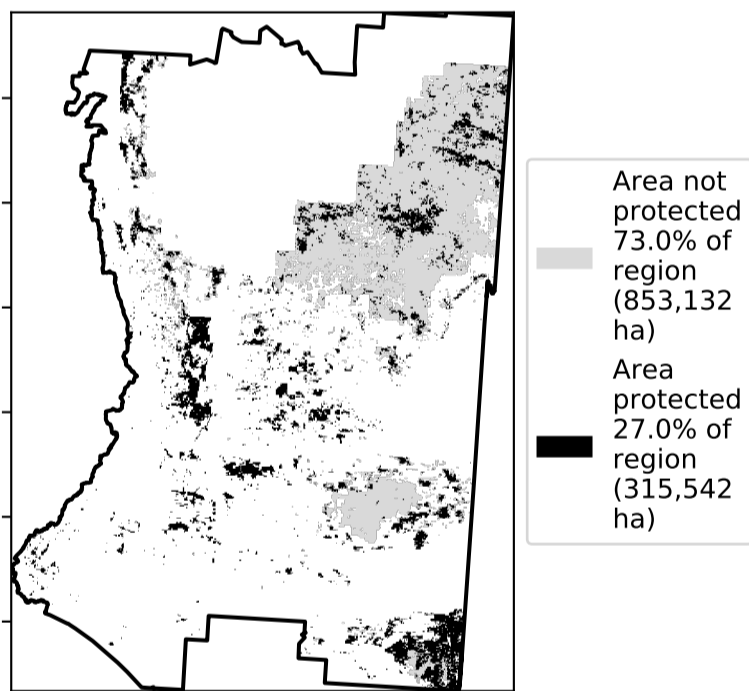 Area not
protected
73.0% of
region
(853,132
ha)
Area
protected
27.0% of
region
(315,542
ha)